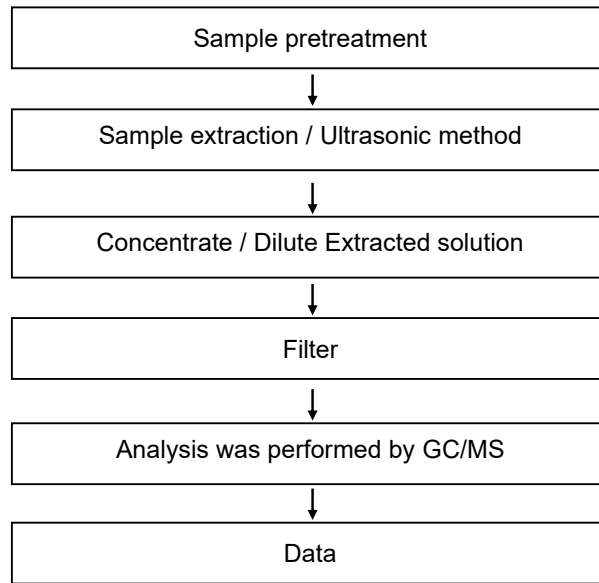 Sample pretreatment
Sample extraction / Ultrasonic method
Concentrate / Dilute Extracted solution
Filter
Analysis was performed by GC/MS
Data